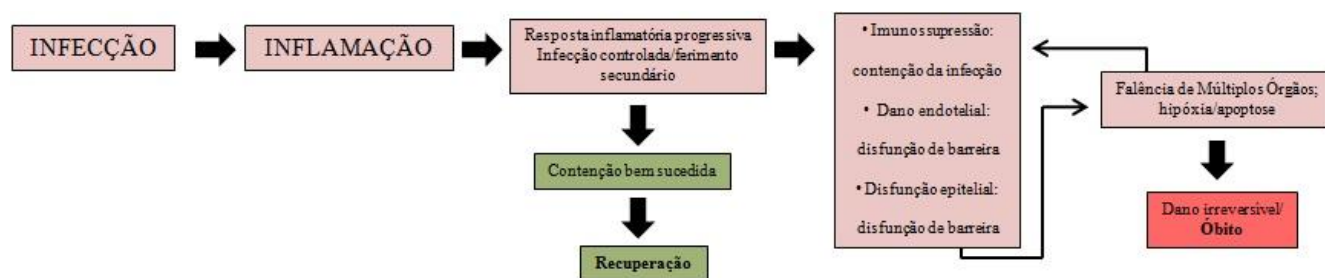 INFECÇÃO
INFLAMAÇÃO
Resposta inflamatória progressiva
Infecção controlada/ferimento
secundário
Contenção bem sucedida
Recuperação
• Imunossupressão:
contenção da infecção
• Dano endotelial:
disfunção de barreira
• Disfunção epitelial:
disfunção de barreira
Falência de Múltiplos Órgãos;
hipóxia/apoptose
Dano irreversível/
Óbito